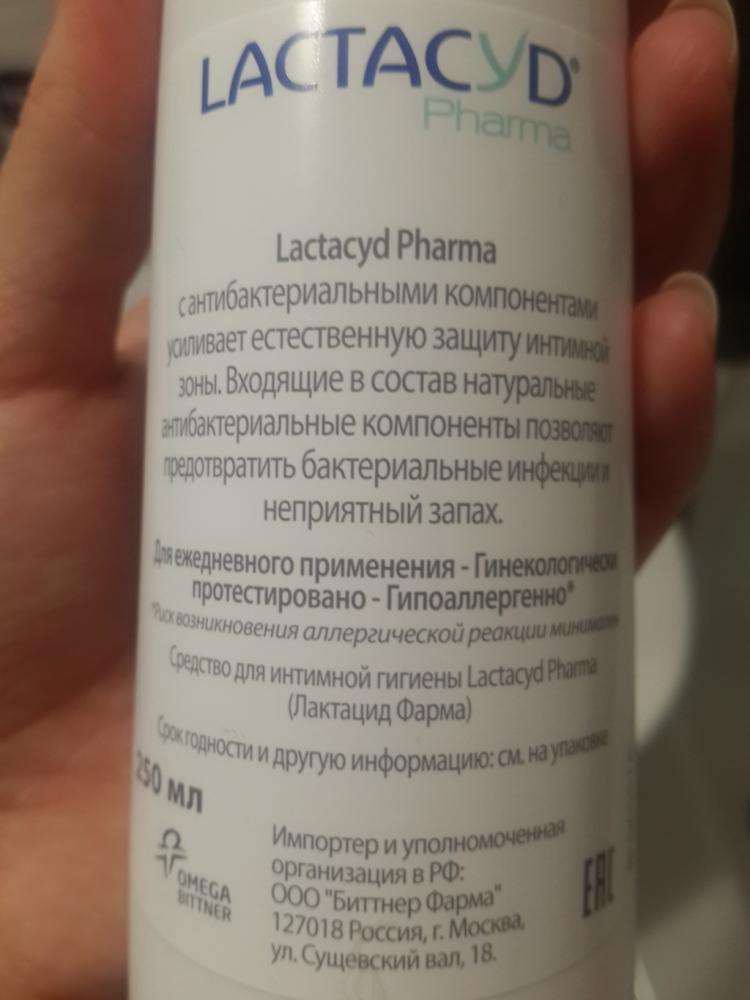 LACTACYD®
Pharma
Lactacyd Pharma
с антибактериальными компонентами
усиливает естественную защиту интимной
зоны. Входящие в состав натуральные
антибактериальные компоненты позволяют
предотвратить бактериальные инфекции и
неприятный запах.
Для ежедневного применения - Гинекологически
протестировано - Гипоаллергенно*
*Риск возникновения аллергической реакции минимален
Средство для интимной гигиены Lactacyd Pharma
(Лактацид Фарма)
Срок годности и другую информацию: см. на упаковке
250 мл
OMEGA
BITTNER
Импортер и уполномоченная
организация в РФ:
ООО "Биттнер Фарма"
127018 Россия, г. Москва,
ул. Сущевский вал, 18.
EAC